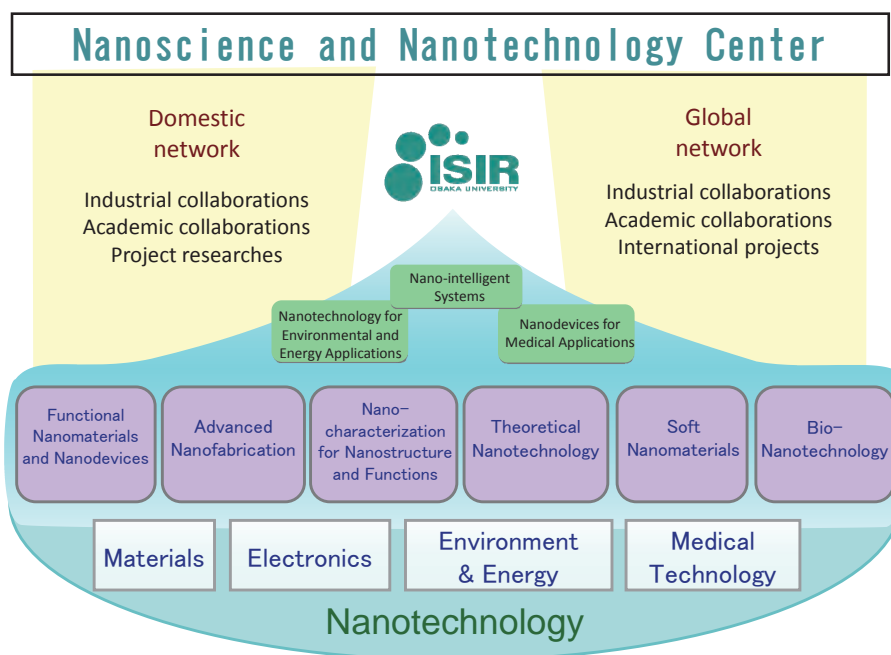 Nanoscience and Nanotechnology Center
Domestic
network
Industrial collaborations
Academic collaborations
Project researches
ISIR
OSAKA UNIVERSITY
Global
network
Industrial collaborations
Academic collaborations
International projects
Nano-intelligent
Systems
Nanotechnology for
Environmental and
Energy Applications
Nanodevices for
Medical Applications
Functional
Nanomaterials
and Nanodevices
Advanced
Nanofabrication
Nano-
characterization
for Nanostructure
and Functions
Theoretical
Nanotechnology
Soft
Nanomaterials
Bio-
Nanotechnology
Materials
Electronics
Environment
& Energy
Medical
Technology
Nanotechnology